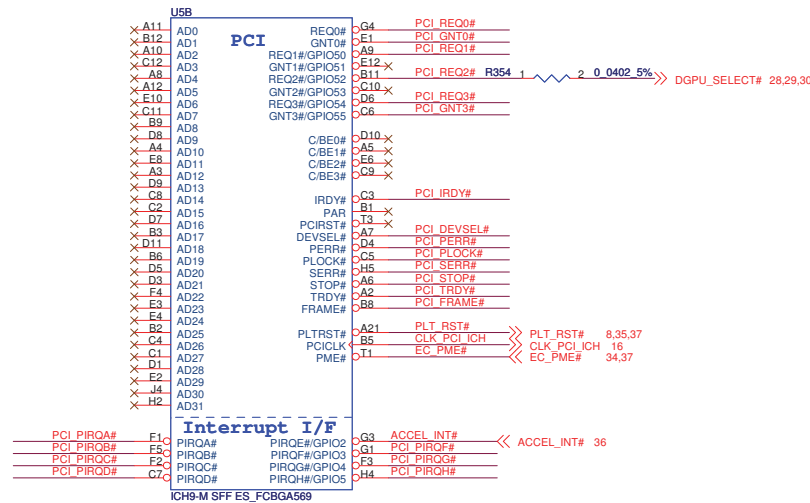 U5B
PCI
A11 AD0 REQ0# G4 PCI_REQ0#
B12 AD1 GNT0# E1 PCI_GNT0#
A10 AD2 REQ1#/GPIO50 A9 PCI_REQ1#
C12 AD3 GNT1#/GPIO51 E12
A8 AD4 REQ2#/GPIO52 B11 PCI_REQ2# R354 1 2 0_0402_5% DGPU_SELECT# 28,29,30
A12 AD5 GNT2#/GPIO53 C10
E10 AD6 REQ3#/GPIO54 D6 PCI_REQ3#
C11 AD7 GNT3#/GPIO55 C6 PCI_GNT3#
B9 AD8
D8 AD9 C/BE0# D10
A4 AD10 C/BE1# A5
E8 AD11 C/BE2# E6
A3 AD12 C/BE3# C9
D9 AD13
C8 AD14 IRDY# C3 PCI_IRDY#
C2 AD15 PAR B1
D7 AD16 PCIRST# T3
B3 AD17 DEVSEL# A7 PCI_DEVSEL#
D11 AD18 PERR# D4 PCI_PERR#
B6 AD19 PLOCK# C5 PCI_PLOCK#
D5 AD20 SERR# H5 PCI_SERR#
D3 AD21 STOP# A6 PCI_STOP#
F4 AD22 TRDY# A2 PCI_TRDY#
E3 AD23 FRAME# B8 PCI_FRAME#
E4 AD24
B2 AD25 PLTRST# A21 PLT_RST# PLT_RST# 8,35,37
C4 AD26 PCICLK B5 CLK_PCI_ICH CLK_PCI_ICH 16
C1 AD27 PME# T1 EC_PME# EC_PME# 34,37
D1 AD28
E2 AD29
J4 AD30
H2 AD31
Interrupt I/F
PCI_PIRQA# F1 PIRQA# PIRQE#/GPIO2 G3 ACCEL_INT# ACCEL_INT# 36
PCI_PIRQB# F5 PIRQB# PIRQF#/GPIO3 G1 PCI_PIRQF#
PCI_PIRQC# F2 PIRQC# PIRQG#/GPIO4 F3 PCI_PIRQG#
PCI_PIRQD# C7 PIRQD# PIRQH#/GPIO5 H4 PCI_PIRQH#
ICH9-M SFF ES_FCBGA569